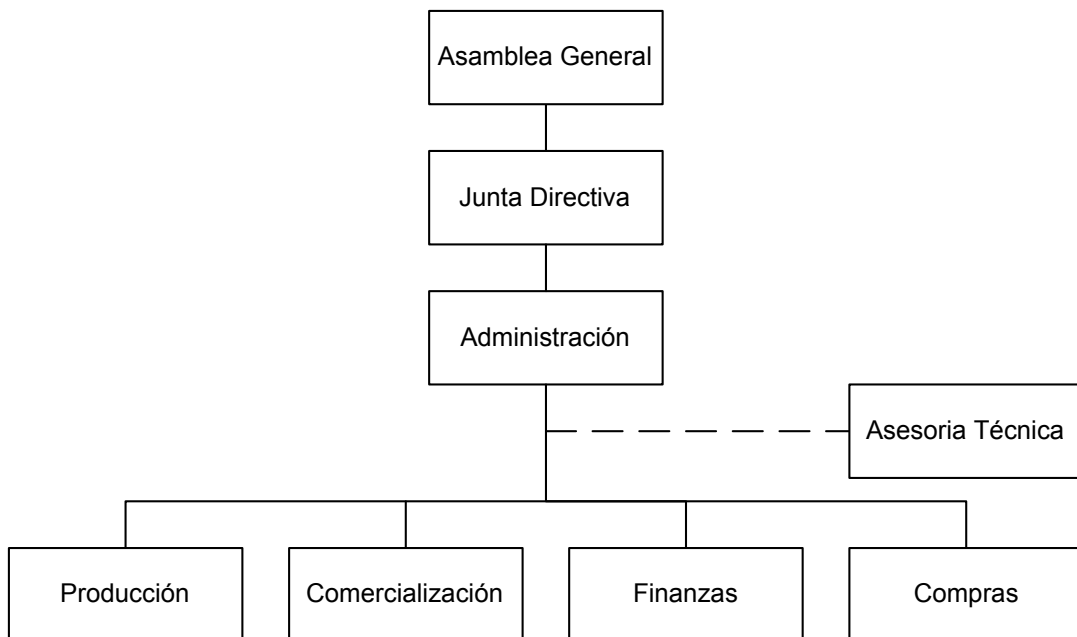 Asamblea General
Junta Directiva
Administración
Asesoria Técnica
Producción
Comercialización
Finanzas
Compras